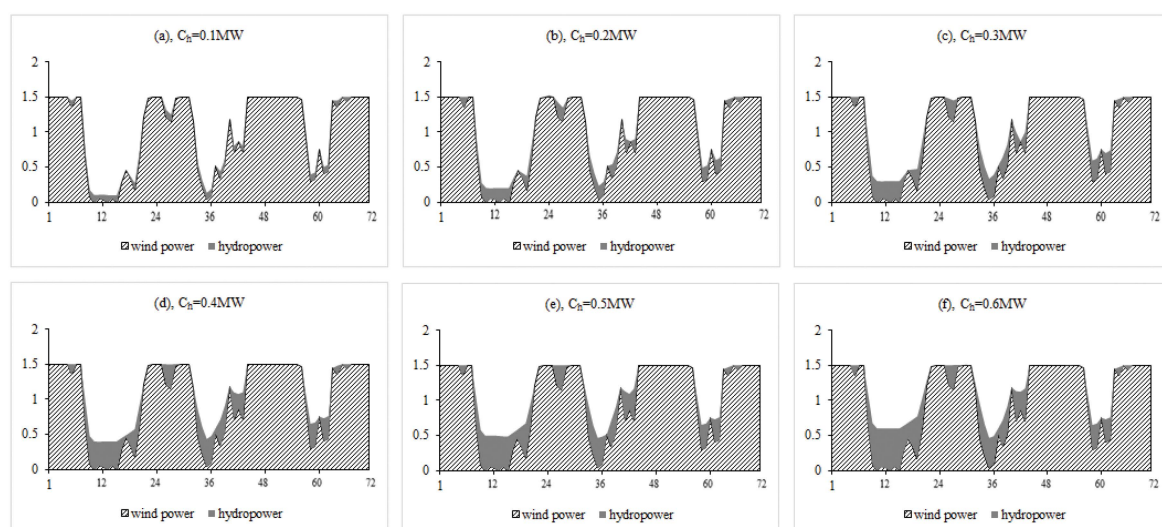 (a), Cₕ=0.1MW
2
1.5
1
0.5
0
1 12 24 36 48 60 72
wind power hydropower
(b), Cₕ=0.2MW
2
1.5
1
0.5
0
1 12 24 36 48 60 72
wind power hydropower
(c), Cₕ=0.3MW
2
1.5
1
0.5
0
1 12 24 36 48 60 72
wind power hydropower
(d), Cₕ=0.4MW
2
1.5
1
0.5
0
1 12 24 36 48 60 72
wind power hydropower
(e), Cₕ=0.5MW
2
1.5
1
0.5
0
1 12 24 36 48 60 72
wind power hydropower
(f), Cₕ=0.6MW
2
1.5
1
0.5
0
1 12 24 36 48 60 72
wind power hydropower